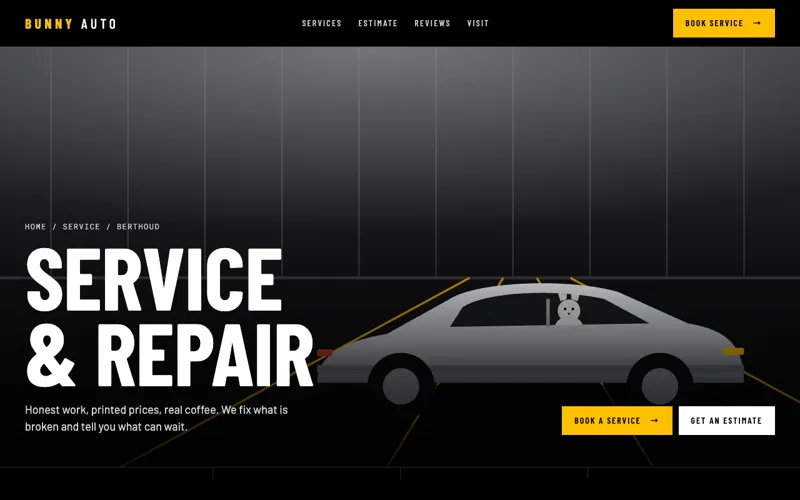 BUNNY AUTO
SERVICES ESTIMATE REVIEWS VISIT
BOOK SERVICE →
HOME / SERVICE / BERTHOUD
SERVICE
& REPAIR
Honest work, printed prices, real coffee. We fix what is
broken and tell you what can wait.
BOOK A SERVICE →
GET AN ESTIMATE